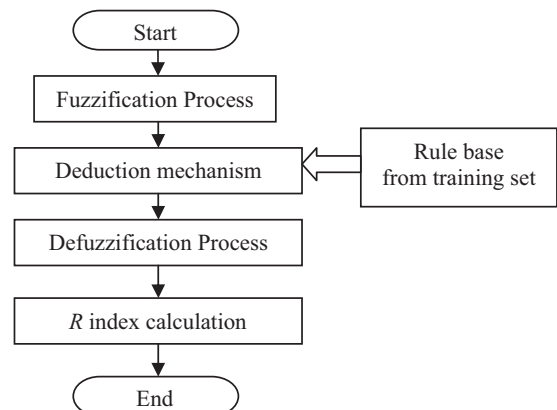 Start
Fuzzification Process
Deduction mechanism
Rule base
from training set
Defuzzification Process
R index calculation
End